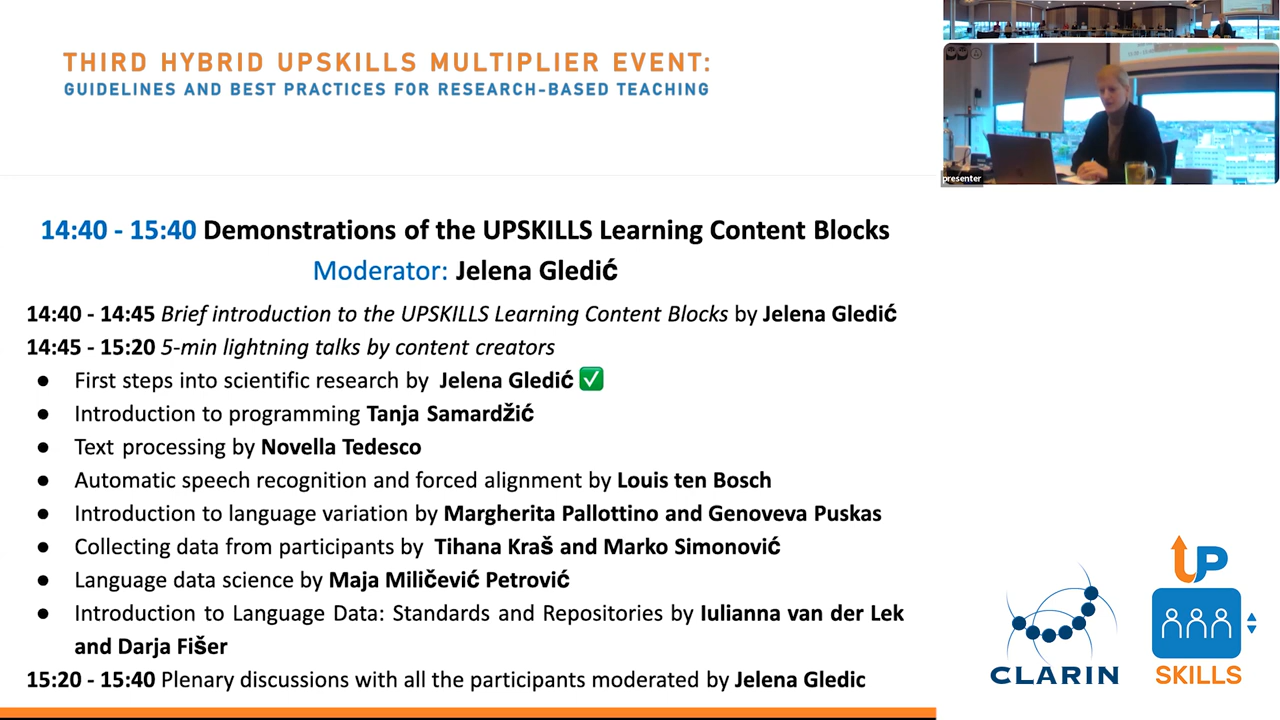 THIRD HYBRID UPSKILLS MULTIPLIER EVENT:
GUIDELINES AND BEST PRACTICES FOR RESEARCH-BASED TEACHING
presenter
14:40 - 15:40 Demonstrations of the UPSKILLS Learning Content Blocks
Moderator: Jelena Gledić
14:40 - 14:45 Brief introduction to the UPSKILLS Learning Content Blocks by Jelena Gledić
14:45 - 15:20 5-min lightning talks by content creators
● First steps into scientific research by Jelena Gledić ✅
● Introduction to programming Tanja Samardžić
● Text processing by Novella Tedesco
● Automatic speech recognition and forced alignment by Louis ten Bosch
● Introduction to language variation by Margherita Pallottino and Genoveva Puskas
● Collecting data from participants by Tihana Kraš and Marko Simonović
● Language data science by Maja Miličević Petrović
● Introduction to Language Data: Standards and Repositories by Iulianna van der Lek
and Darja Fišer
15:20 - 15:40 Plenary discussions with all the participants moderated by Jelena Gledic
CLARIN
UP
SKILLS